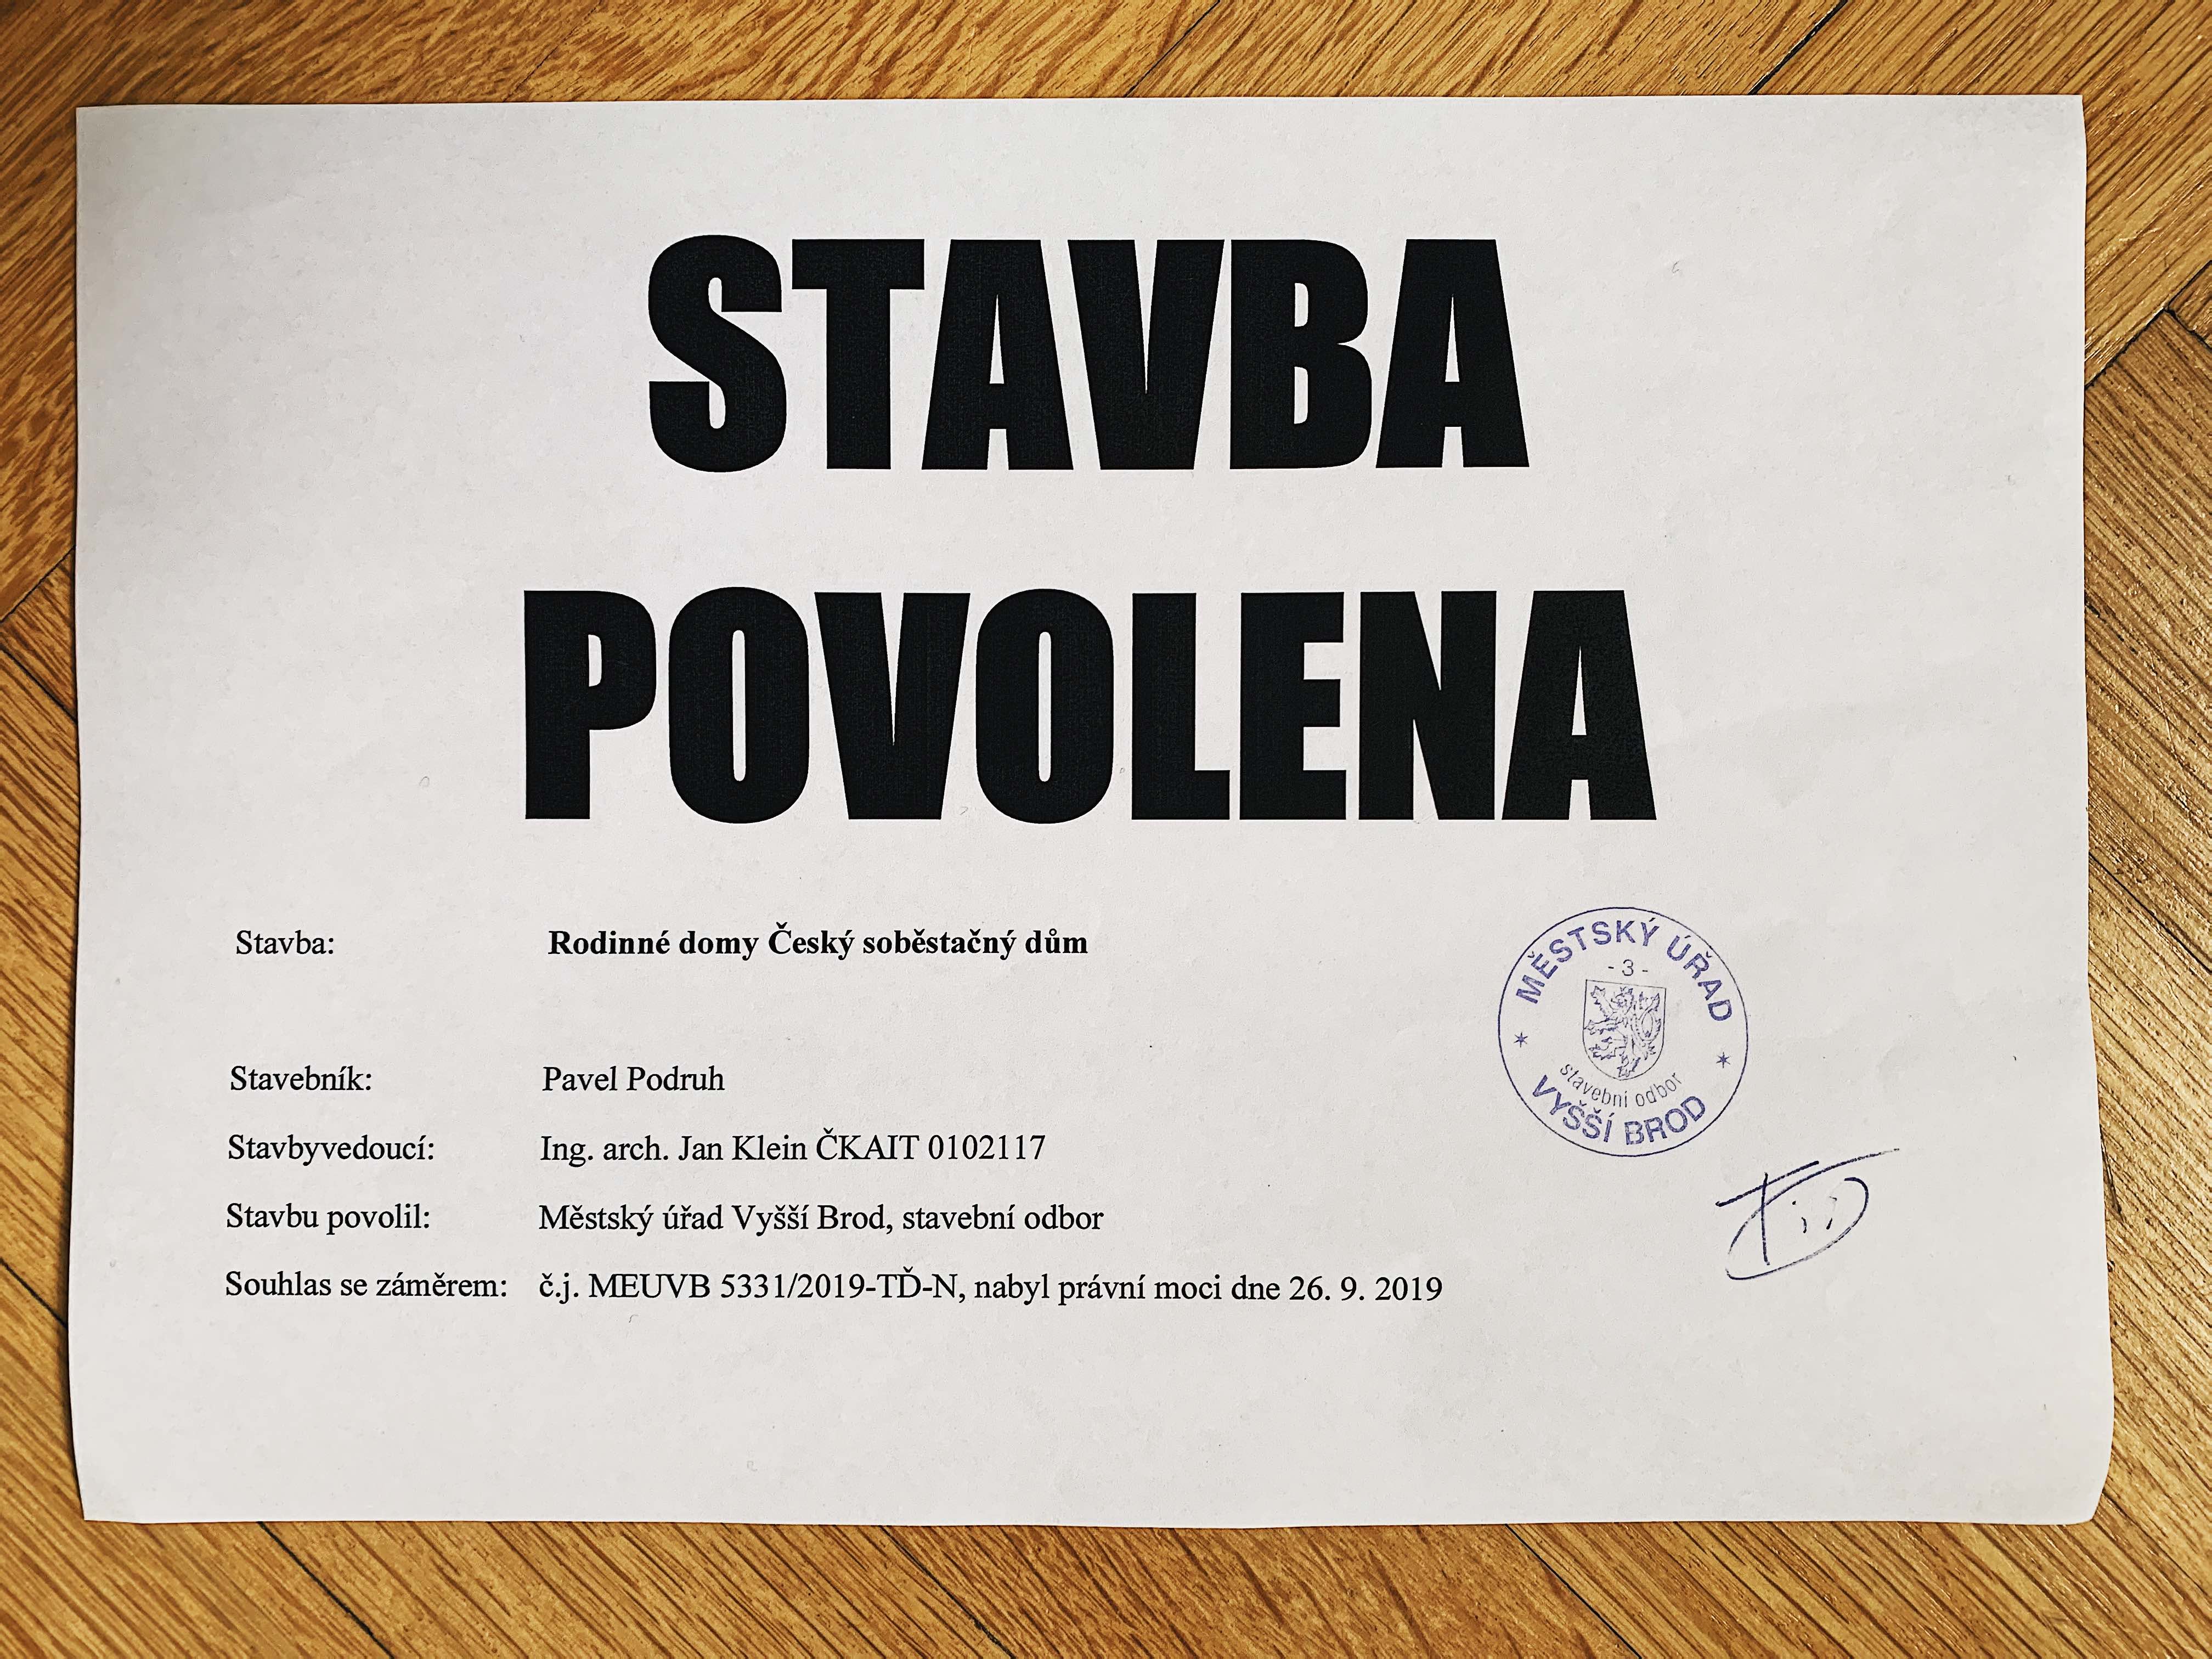 STAVBA
POVOLENA
Stavba: Rodinné domy Český soběstačný dům
Stavebník: Pavel Podruh
Stavbyvedoucí: Ing. arch. Jan Klein ČKAIT 0102117
Stavbu povolil: Městský úřad Vyšší Brod, stavební odbor
Souhlas se záměrem: č.j. MEUVB 5331/2019-TĎ-N, nabyl právní moci dne 26. 9. 2019
MĚSTSKÝ ÚŘAD
- 3 -
stavební odbor
VYŠŠÍ BROD